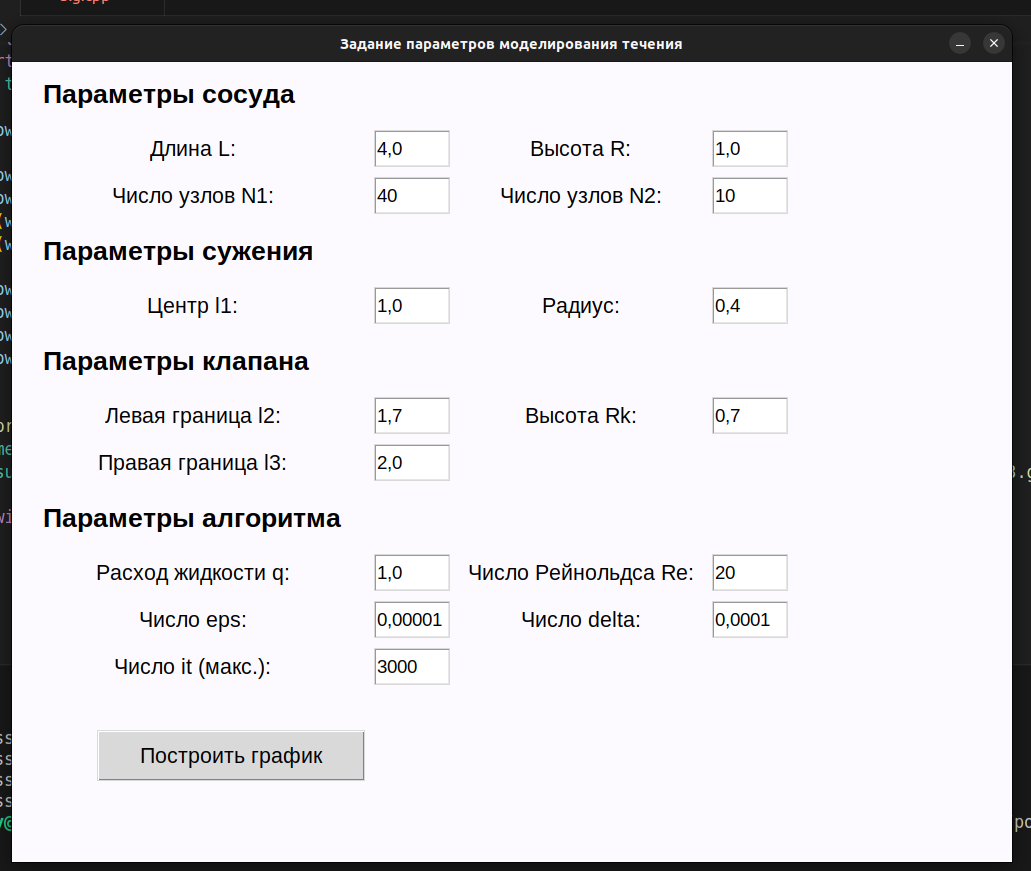 Задание параметров моделирования течения
Параметры сосуда
Длина L: 4,0 Высота R: 1,0
Число узлов N1: 40 Число узлов N2: 10
Параметры сужения
Центр l1: 1,0 Радиус: 0,4
Параметры клапана
Левая граница l2: 1,7 Высота Rk: 0,7
Правая граница l3: 2,0
Параметры алгоритма
Расход жидкости q: 1,0 Число Рейнольдса Re: 20
Число eps: 0,00001 Число delta: 0,0001
Число it (макс.): 3000
Построить график